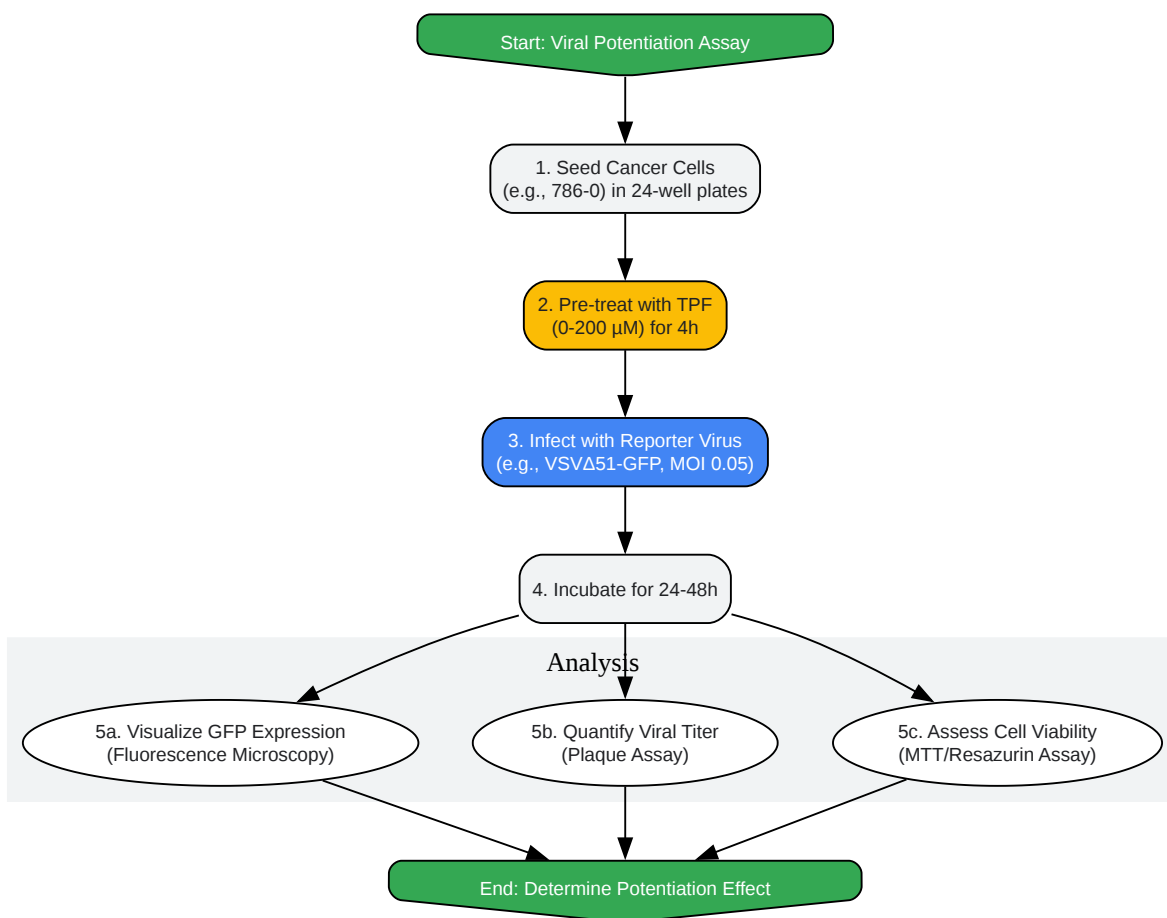 Start: Viral Potentiation Assay
1. Seed Cancer Cells
(e.g., 786-0) in 24-well plates
2. Pre-treat with TPF
(0-200 µM) for 4h
3. Infect with Reporter Virus
(e.g., VSVΔ51-GFP, MOI 0.05)
4. Incubate for 24-48h
Analysis
5a. Visualize GFP Expression
(Fluorescence Microscopy)
5b. Quantify Viral Titer
(Plaque Assay)
5c. Assess Cell Viability
(MTT/Resazurin Assay)
End: Determine Potentiation Effect